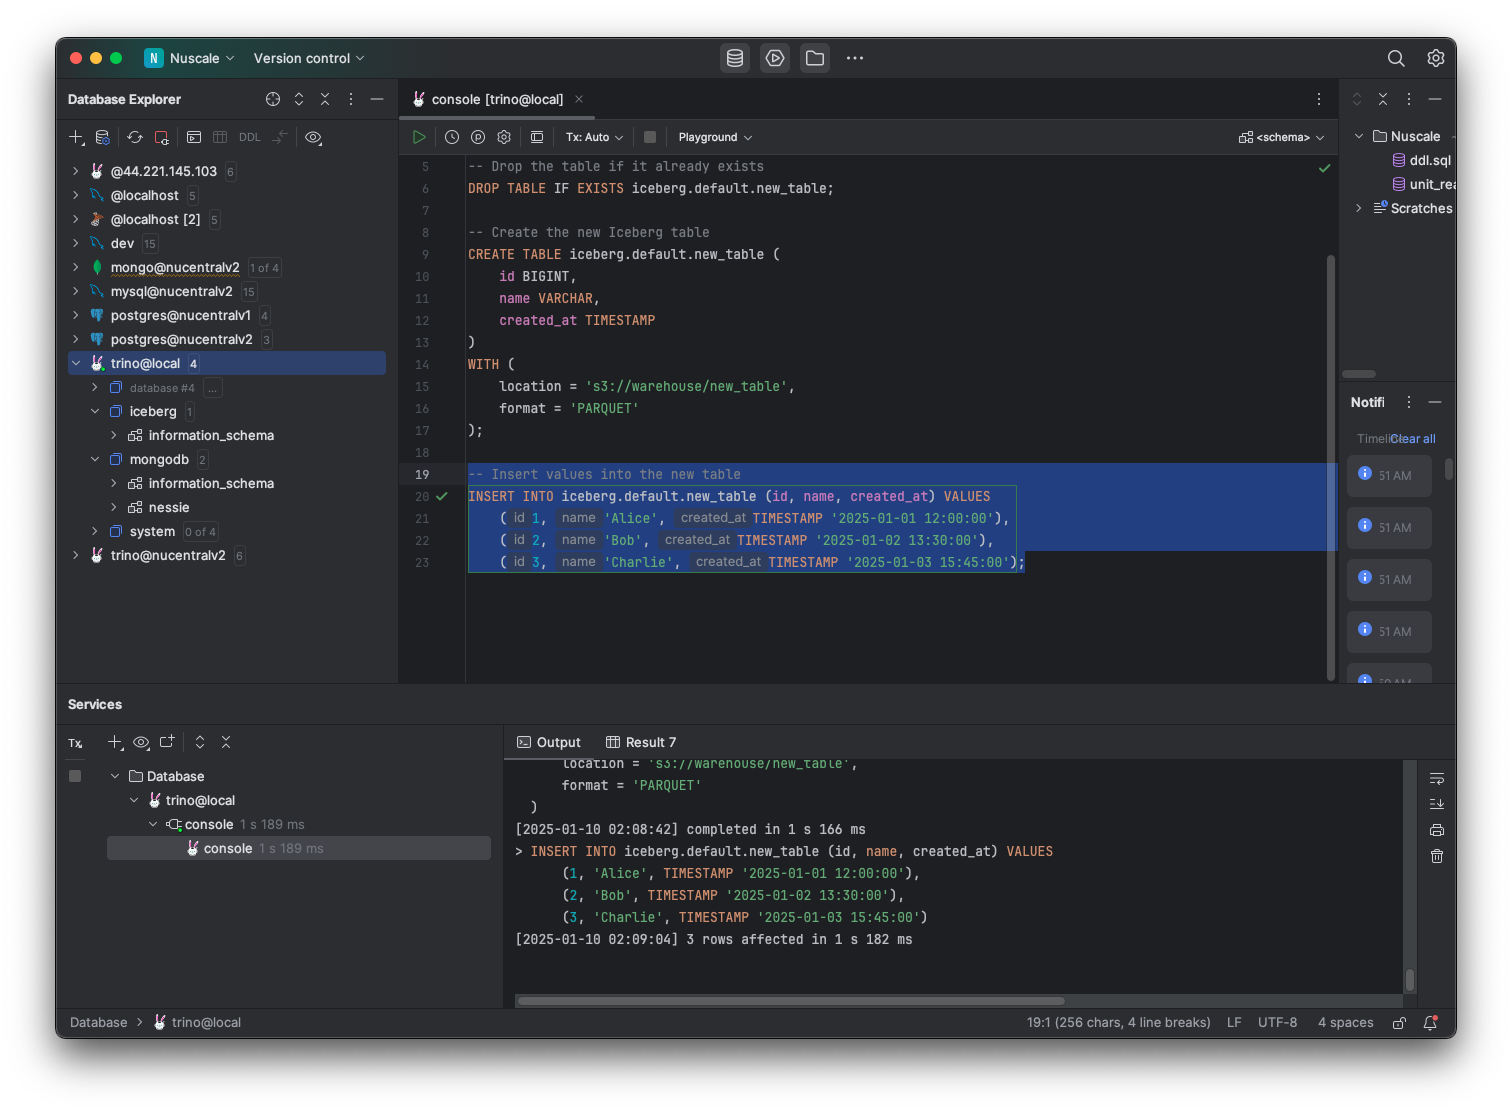 N Nuscale Version control
Database Explorer
DDL
@44.221.145.103 6
@localhost 5
@localhost [2] 5
dev 15
mongo@nucentralv2 1 of 4
mysql@nucentralv2 15
postgres@nucentralv1 4
postgres@nucentralv2 3
trino@local 4
database #4 ...
iceberg 1
information_schema
mongodb 2
information_schema
nessie
system 0 of 4
trino@nucentralv2 6
console [trino@local]
Tx: Auto Playground <schema>
5 -- Drop the table if it already exists
6 DROP TABLE IF EXISTS iceberg.default.new_table;
7
8 -- Create the new Iceberg table
9 CREATE TABLE iceberg.default.new_table (
10 id BIGINT,
11 name VARCHAR,
12 created_at TIMESTAMP
13 )
14 WITH (
15 location = 's3://warehouse/new_table',
16 format = 'PARQUET'
17 );
18
19 -- Insert values into the new table
20 INSERT INTO iceberg.default.new_table (id, name, created_at) VALUES
21 ( id 1, name 'Alice', created_at TIMESTAMP '2025-01-01 12:00:00'),
22 ( id 2, name 'Bob', created_at TIMESTAMP '2025-01-02 13:30:00'),
23 ( id 3, name 'Charlie', created_at TIMESTAMP '2025-01-03 15:45:00');
Nuscale
ddl.sql
unit_rea
Scratches
Notifi
Timeline Clear all
51 AM
51 AM
51 AM
51 AM
Services
Tx
Database
trino@local
console 1 s 189 ms
console 1 s 189 ms
Output Result 7
location = 's3://warehouse/new_table',
format = 'PARQUET'
)
[2025-01-10 02:08:42] completed in 1 s 166 ms
> INSERT INTO iceberg.default.new_table (id, name, created_at) VALUES
(1, 'Alice', TIMESTAMP '2025-01-01 12:00:00'),
(2, 'Bob', TIMESTAMP '2025-01-02 13:30:00'),
(3, 'Charlie', TIMESTAMP '2025-01-03 15:45:00')
[2025-01-10 02:09:04] 3 rows affected in 1 s 182 ms
Database > trino@local
19:1 (256 chars, 4 line breaks) LF UTF-8 4 spaces